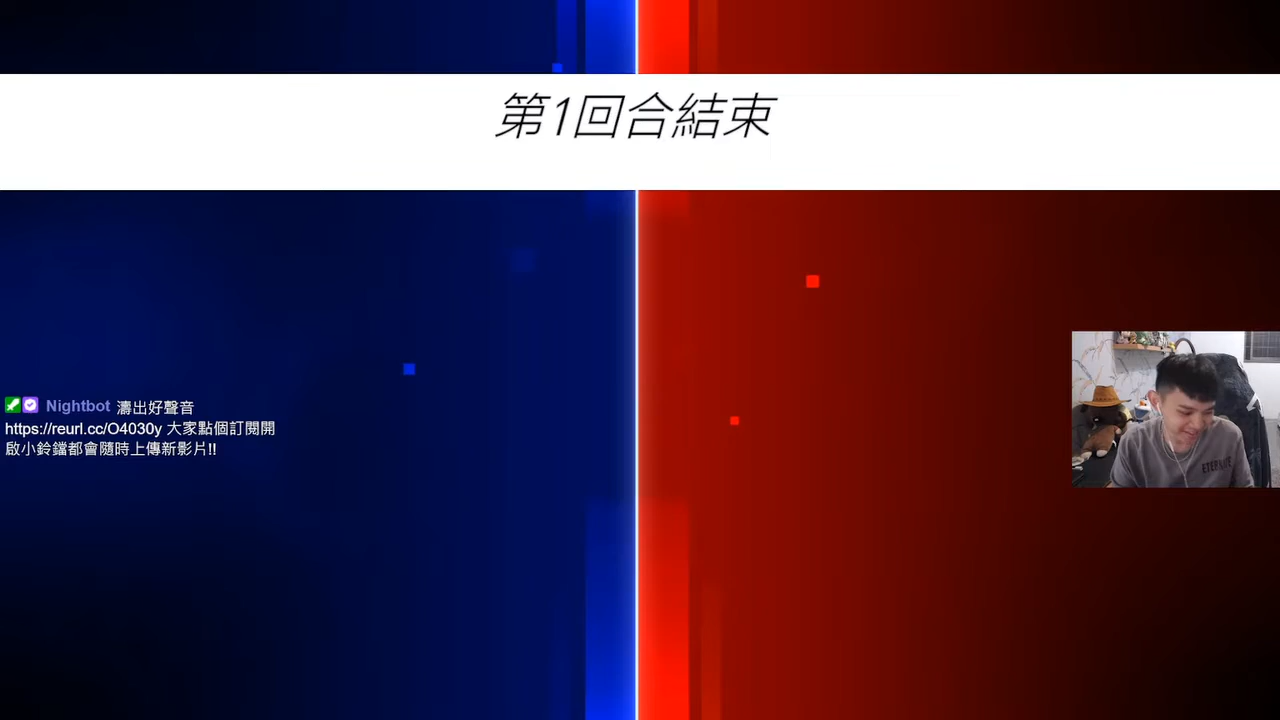 第1回合結束
Nightbot 濤出好聲音
https://reurl.cc/O4030y 大家點個訂閱開
啟小鈴鐺都會隨時上傳新影片!!